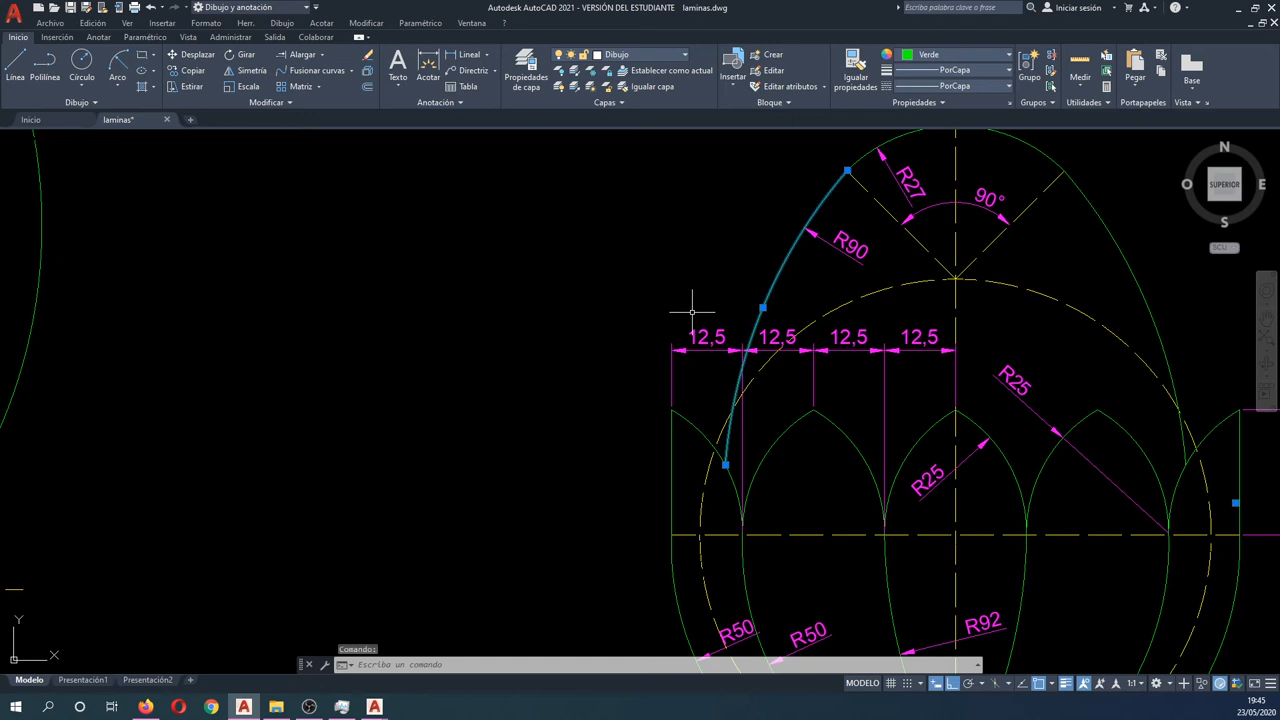 Dibujo y anotación
Autodesk AutoCAD 2021 - VERSIÓN DEL ESTUDIANTE laminas.dwg
Escriba palabra clave o frase
Iniciar sesión
?
Archivo Edición Ver Insertar Formato Herr. Dibujo Acotar Modificar Paramétrico Ventana ?
Inicio Inserción Anotar Paramétrico Vista Administrar Salida Colaborar
Línea Polilínea Círculo Arco
Desplazar Girar Alargar
Copiar Simetría Fusionar curvas
Estirar Escala Matriz
Texto Acotar
Lineal
Directriz
Tabla
Propiedades de capa
Dibujo
Establecer como actual
Igualar capa
Insertar
Crear
Editar
Editar atributos
Igualar propiedades
Verde
PorCapa
PorCapa
Grupo
Medir
Pegar
Base
Dibujo Modificar Anotación Capas Bloque Propiedades Grupos Utilidades Portapapeles Vista
Inicio laminas*
N
O SUPERIOR E
S
SCU
R27
90°
R90
12,5 12,5 12,5 12,5
R25
R25
R50 R50 R92
Y
X
Comando:
Escriba un comando
Modelo Presentación1 Presentación2
MODELO
1:1
19:45
23/05/2020